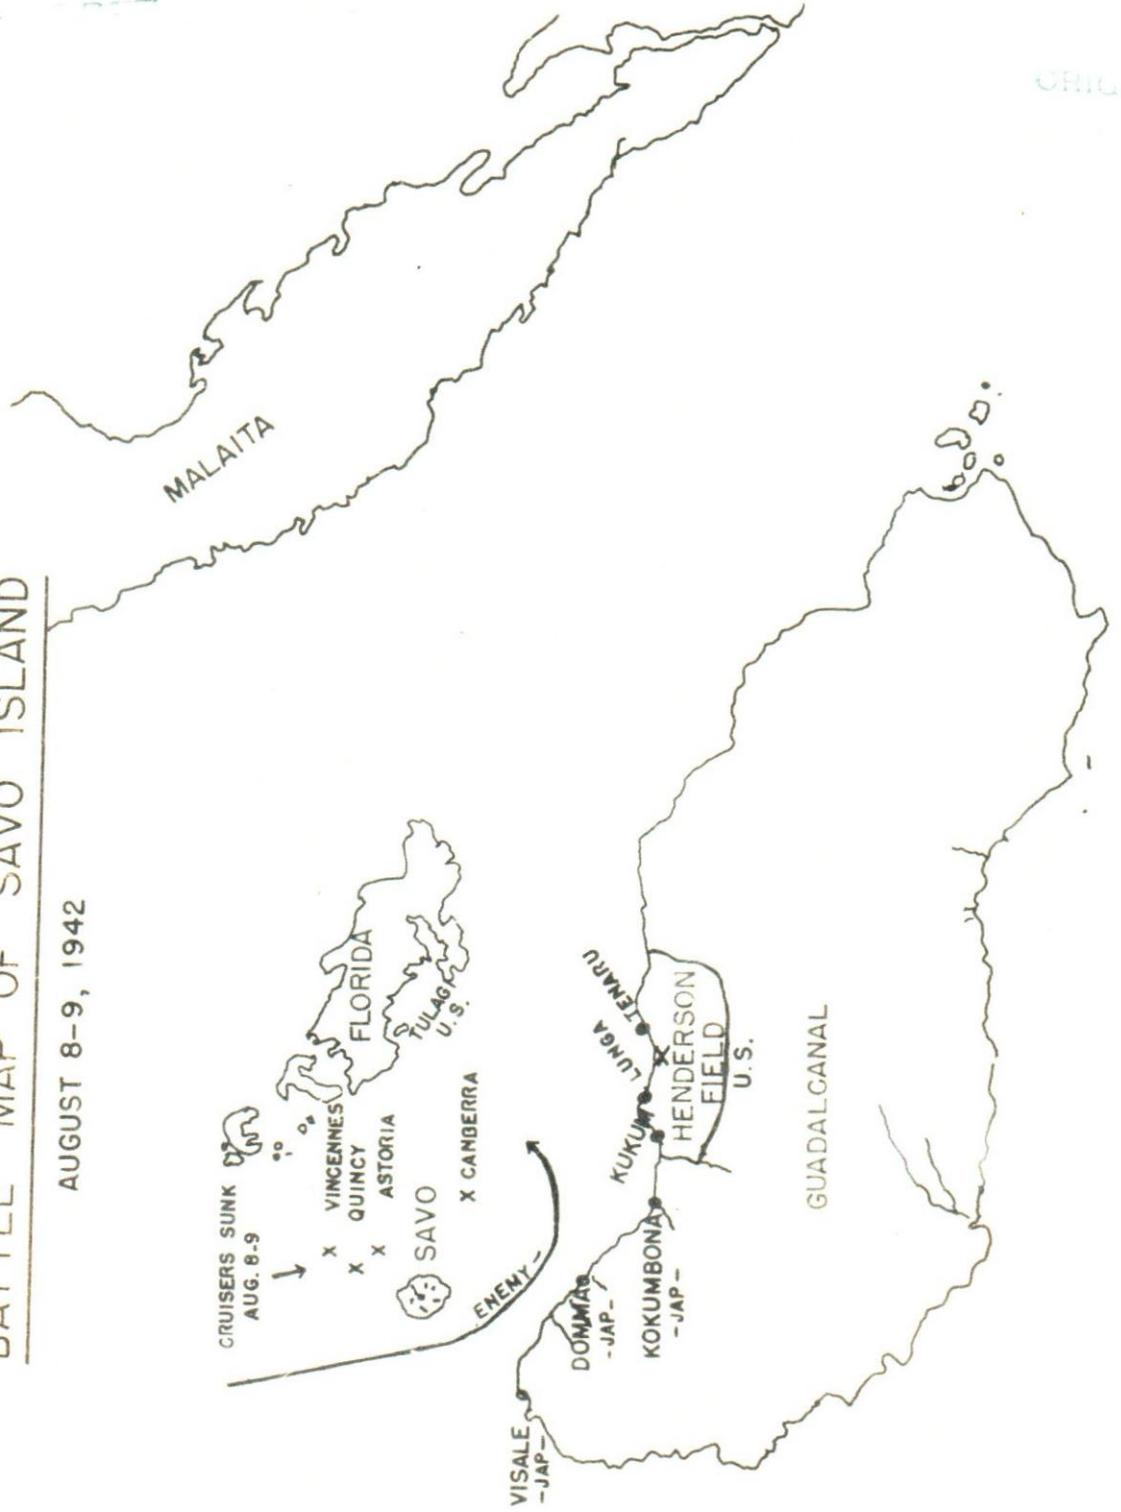 BATTLE MAP OF SAVO ISLAND
AUGUST 8-9, 1942
MALAITA
CRUISERS SUNK
AUG. 8-9
X VINCENNES
X QUINCY
X ASTORIA
SAVO
X CANBERRA
FLORIDA
TULAGI
U.S.
ENEMY-
VISALE
-JAP-
DOMMA
-JAP-
KOKUMBONA
-JAP-
KUKUM
LUNGA
TENARU
X
HENDERSON
FIELD
U.S.
GUADALCANAL